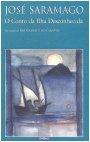 JOSÉ SARAMAGO
O Conto da Ilha Desconhecida